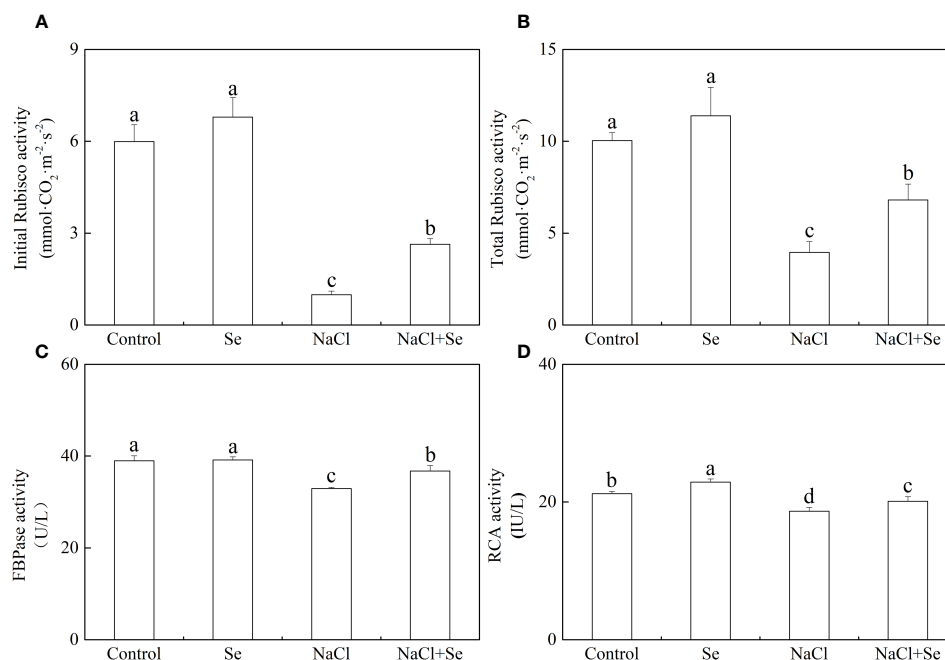 A
Initial Rubisco activity
(mmol·CO₂·m⁻²·s⁻²)
9
6
3
0
a
a
c
b
Control
Se
NaCl
NaCl+Se
B
Total Rubisco activity
(mmol·CO₂·m⁻²·s⁻²)
15
10
5
0
a
a
c
b
Control
Se
NaCl
NaCl+Se
C
FBPase activity
(U/L)
60
40
20
0
a
a
c
b
Control
Se
NaCl
NaCl+Se
D
RCA activity
(IU/L)
40
20
0
b
a
d
c
Control
Se
NaCl
NaCl+Se